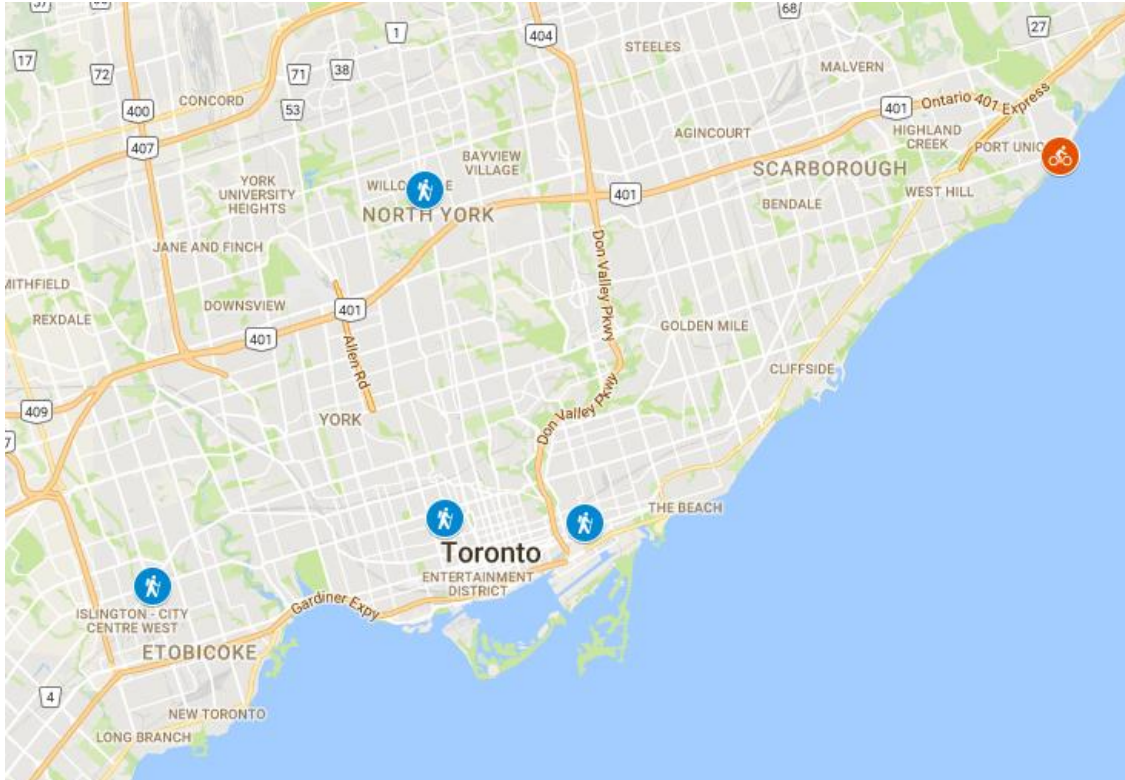 68
404
1
27
STEELES
17
38
71
72
MALVERN
CONCORD
400
53
401
Ontario 401 Express
407
AGINCOURT
HIGHLAND
CREEK
PORT
BAYVIEW
VILLAGE
SCARBOROUGH
YORK
UNIVERSITY
HEIGHTS
401
WEST HILL
NORTH YORK
BENDALE
JANE AND FINCH
Don Valley Pkwy
DOWNSVIEW
401
REXDALE
GOLDEN MILE
401
Allen Rd
CLIFFSIDE
409
Don Valley Pkwy
YORK
THE BEACH
Toronto
ENTERTAINMENT
DISTRICT
Gardiner Expy
ISLINGTON - CITY
CENTRE WEST
ETOBICOKE
4
NEW TORONTO
LONG BRANCH